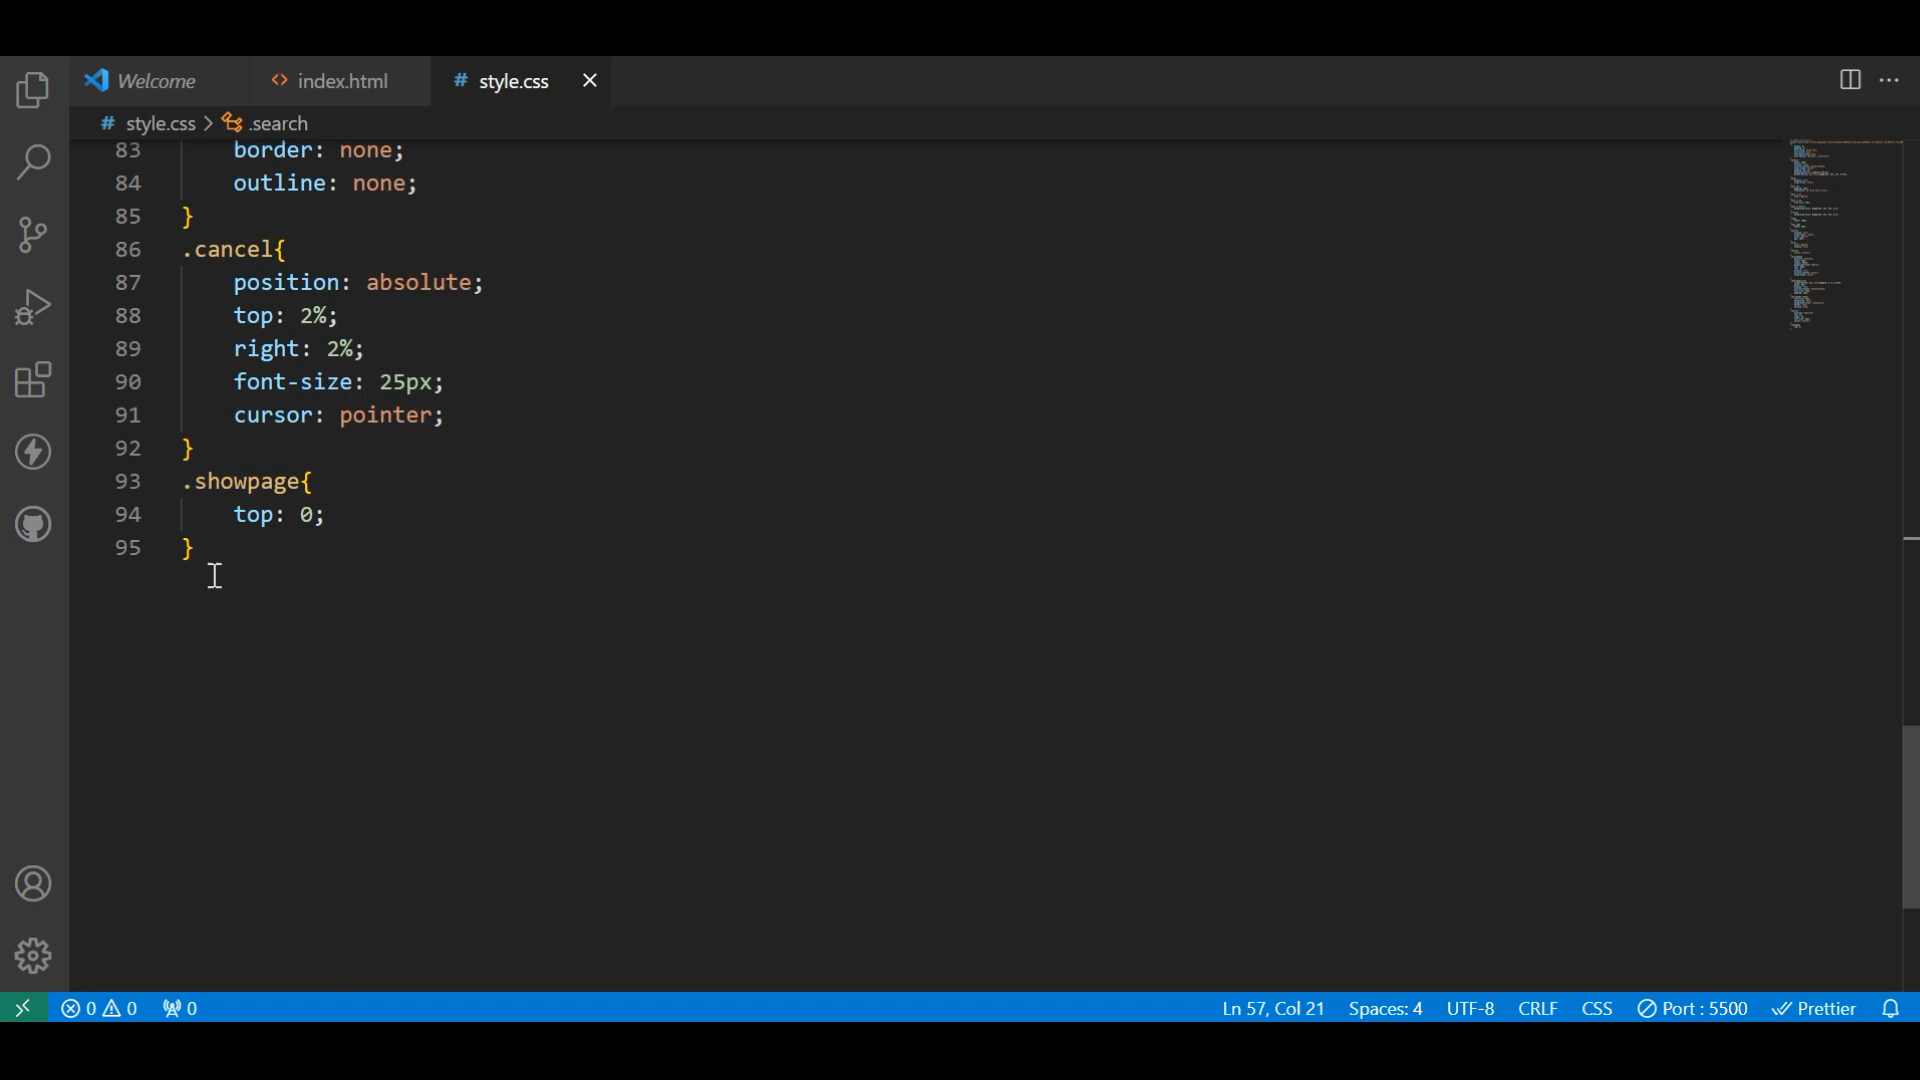 Welcome
index.html
# style.css
# style.css > .search
83 border: none;
84 outline: none;
85 }
86 .cancel{
87 position: absolute;
88 top: 2%;
89 right: 2%;
90 font-size: 25px;
91 cursor: pointer;
92 }
93 .showpage{
94 top: 0;
95 }
0 0 0 Ln 57, Col 21 Spaces: 4 UTF-8 CRLF CSS Port : 5500 Prettier